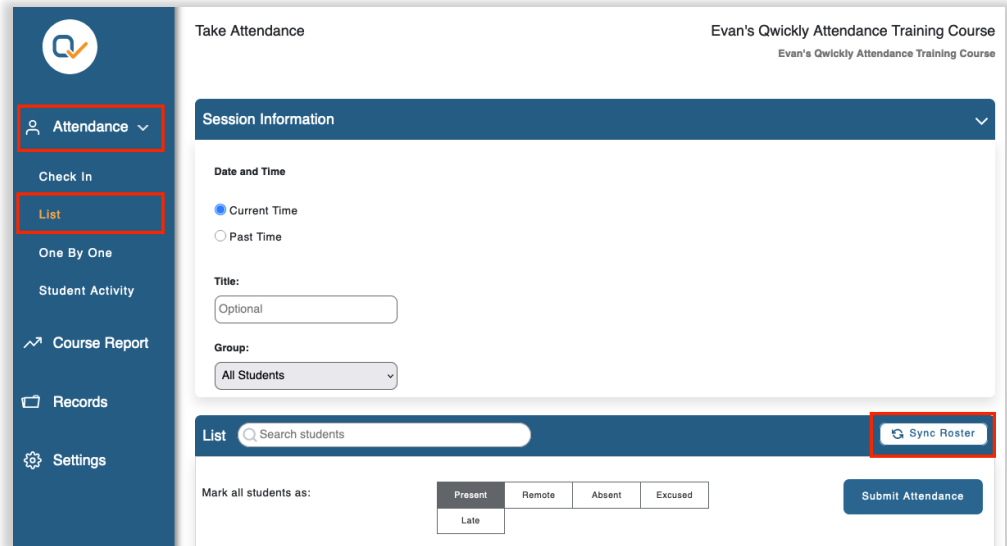 Take Attendance
Evan's Qwickly Attendance Training Course
Evan's Qwickly Attendance Training Course
Attendance
Check In
List
One By One
Student Activity
Course Report
Records
Settings
Session Information
Date and Time
Current Time
Past Time
Title:
Optional
Group:
All Students
List
Search students
Sync Roster
Mark all students as:
Present
Remote
Absent
Excused
Late
Submit Attendance